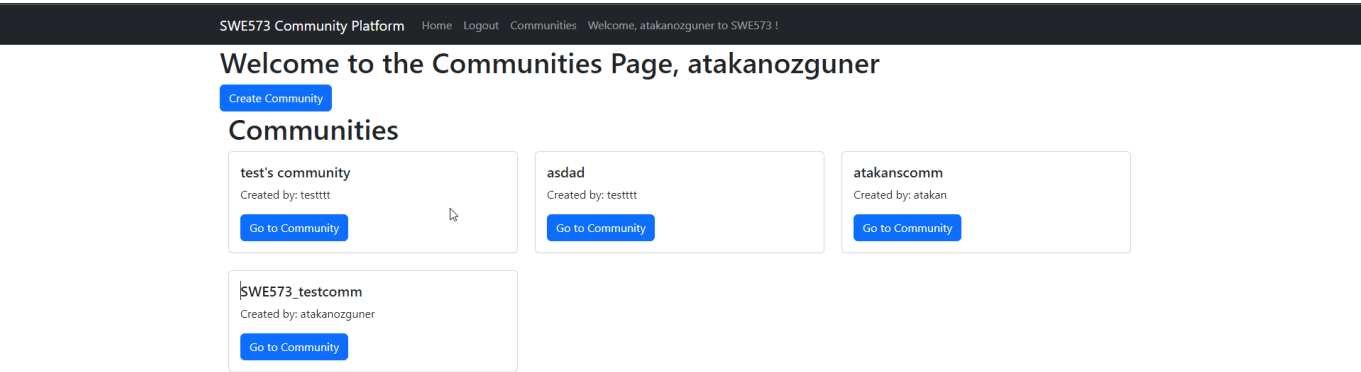 SWE573 Community Platform Home Logout Communities Welcome, atakanozguner to SWE573 !
Welcome to the Communities Page, atakanozguner
Create Community
Communities
test's community
Created by: testttt
Go to Community
asdad
Created by: testttt
Go to Community
atakanscomm
Created by: atakan
Go to Community
SWE573_testcomm
Created by: atakanozguner
Go to Community